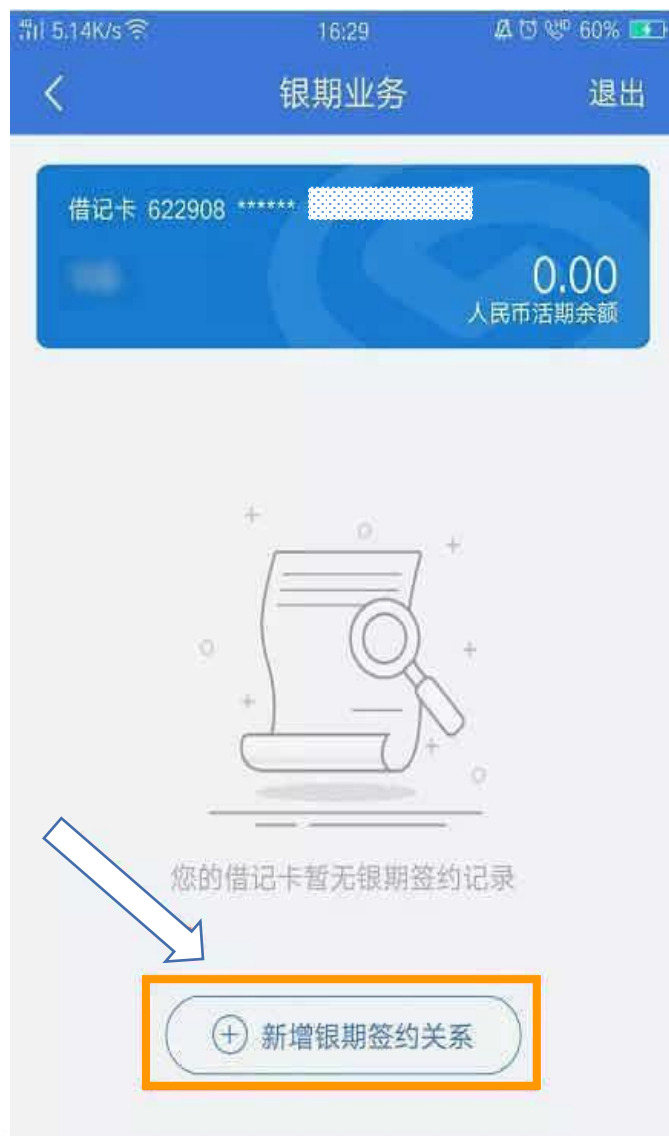 5.14K/s
16:29
60%
银期业务
退出
借记卡 622908 ******
0.00
人民币活期余额
您的借记卡暂无银期签约记录
新增银期签约关系